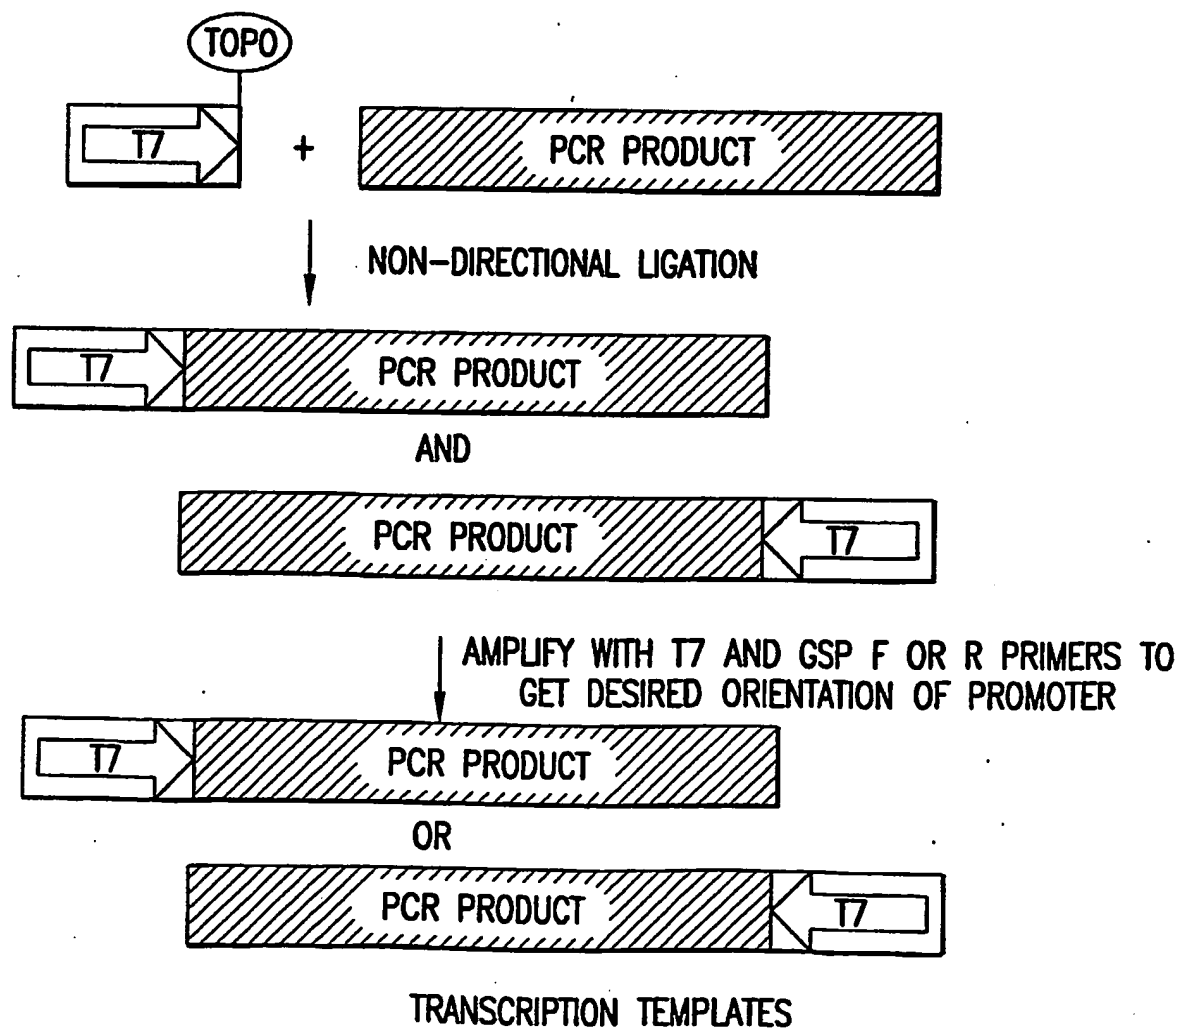 TOPO
T7
+
PCR PRODUCT
NON-DIRECTIONAL LIGATION
T7
PCR PRODUCT
AND
PCR PRODUCT
T7
AMPLIFY WITH T7 AND GSP F OR R PRIMERS TO
GET DESIRED ORIENTATION OF PROMOTER
T7
PCR PRODUCT
OR
PCR PRODUCT
T7
TRANSCRIPTION TEMPLATES